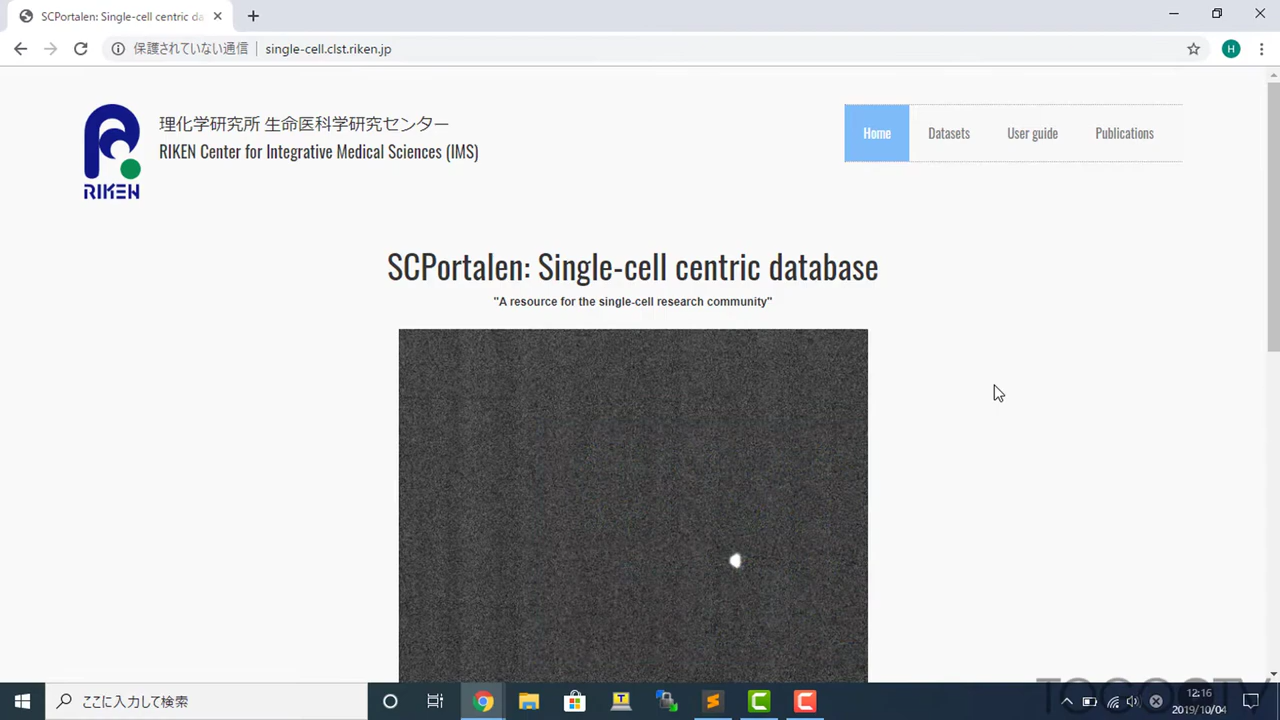 SCPortalen: Single-cell centric da
保護されていない通信
single-cell.clst.riken.jp
H
理化学研究所 生命医科学研究センター
RIKEN Center for Integrative Medical Sciences (IMS)
RIKEN
Home
Datasets
User guide
Publications
SCPortalen: Single-cell centric database
"A resource for the single-cell research community"
ここに入力して検索
12:16
2019/10/04